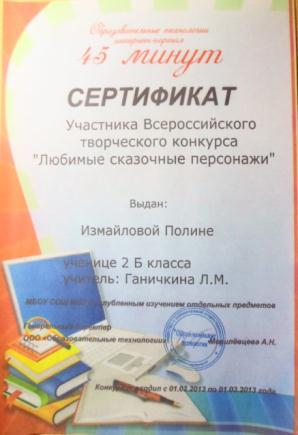 Образовательные технологии
интернет-портал
45 минут
СЕРТИФИКАТ
Участника Всероссийского
творческого конкурса
"Любимые сказочные персонажи"
Выдан:
Измайловой Полине
ученице 2 Б класса
учитель: Ганичкина Л.М.
МБОУ СОШ с углубленным изучением отдельных предметов
Генеральный директор
ООО «Образовательные технологии» А.Н.
Конкурс проходил с 01.02.2013 по 01.03.2013 года